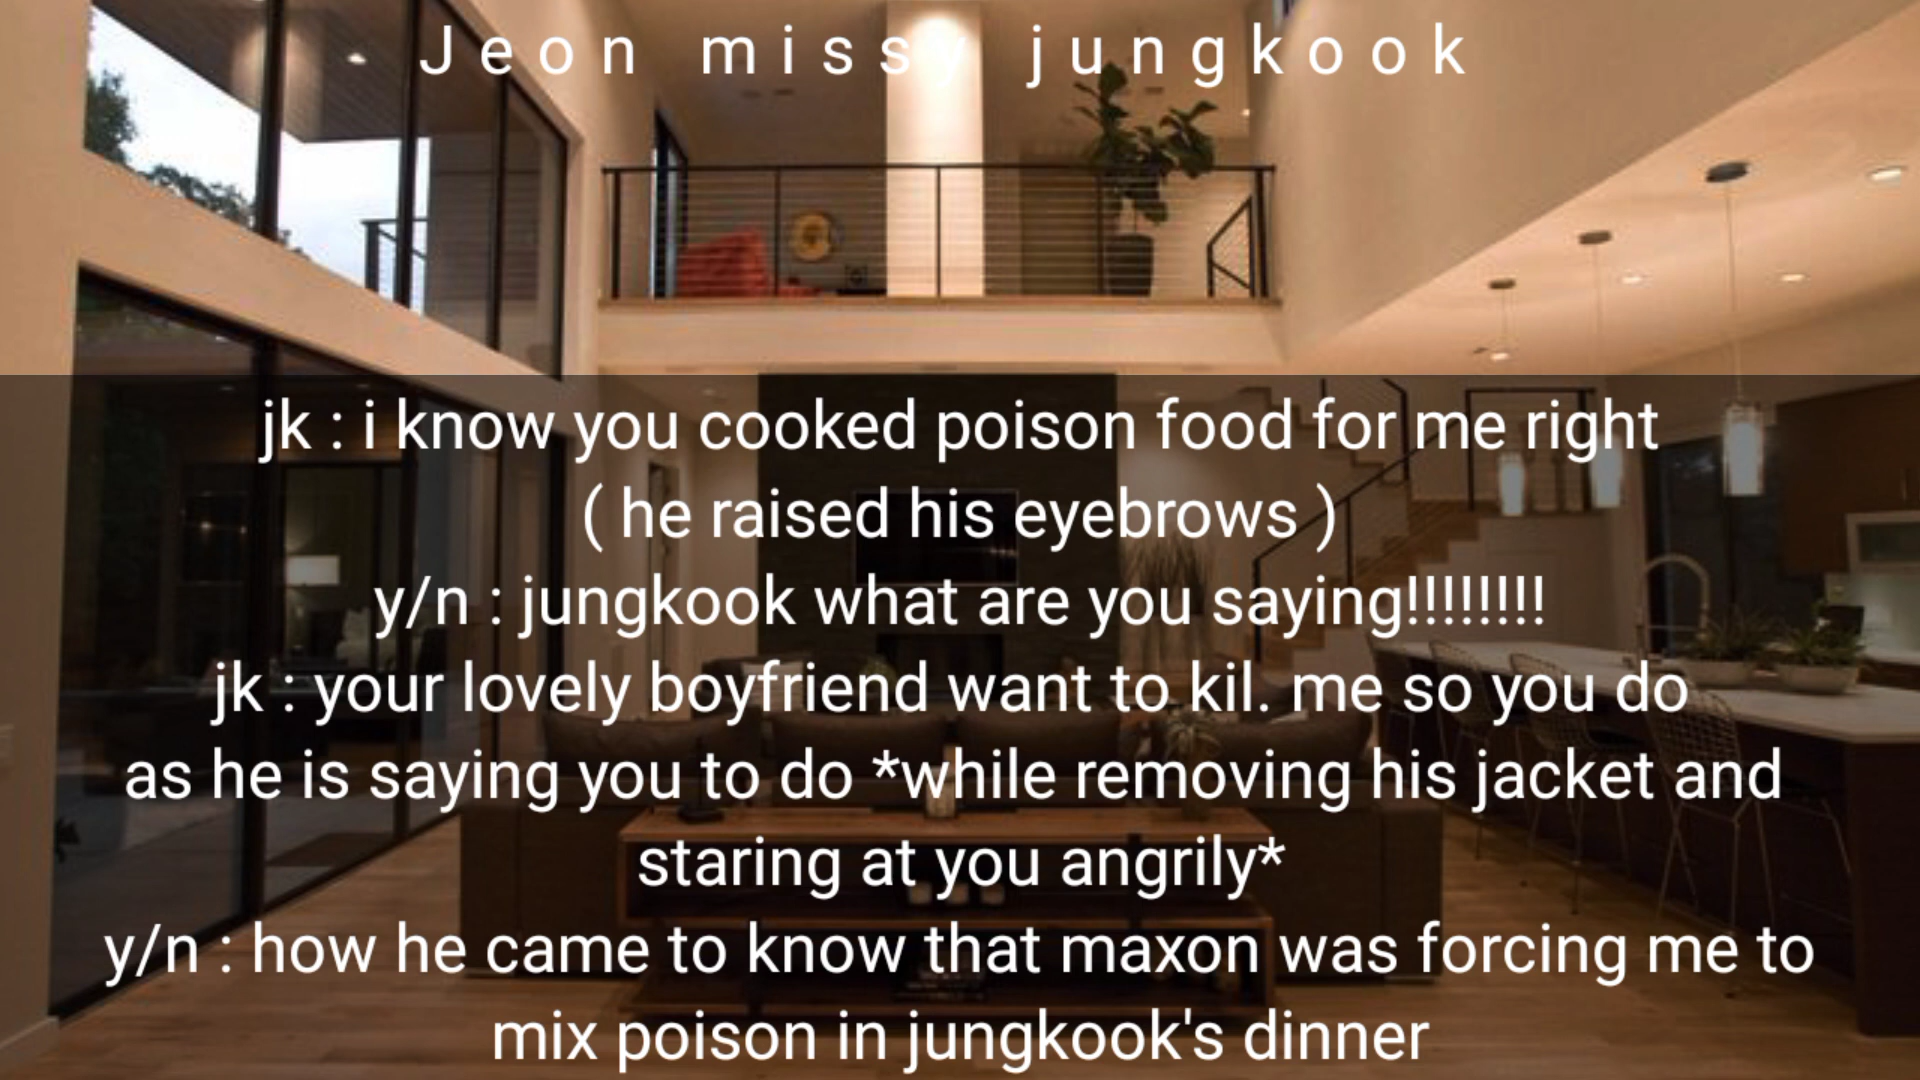 Jeon missy jungkook
jk : i know you cooked poison food for me right
( he raised his eyebrows )
y/n : jungkook what are you saying!!!!!!!!
jk : your lovely boyfriend want to kil. me so you do
as he is saying you to do *while removing his jacket and
staring at you angrily*
y/n : how he came to know that maxon was forcing me to
mix poison in jungkook's dinner